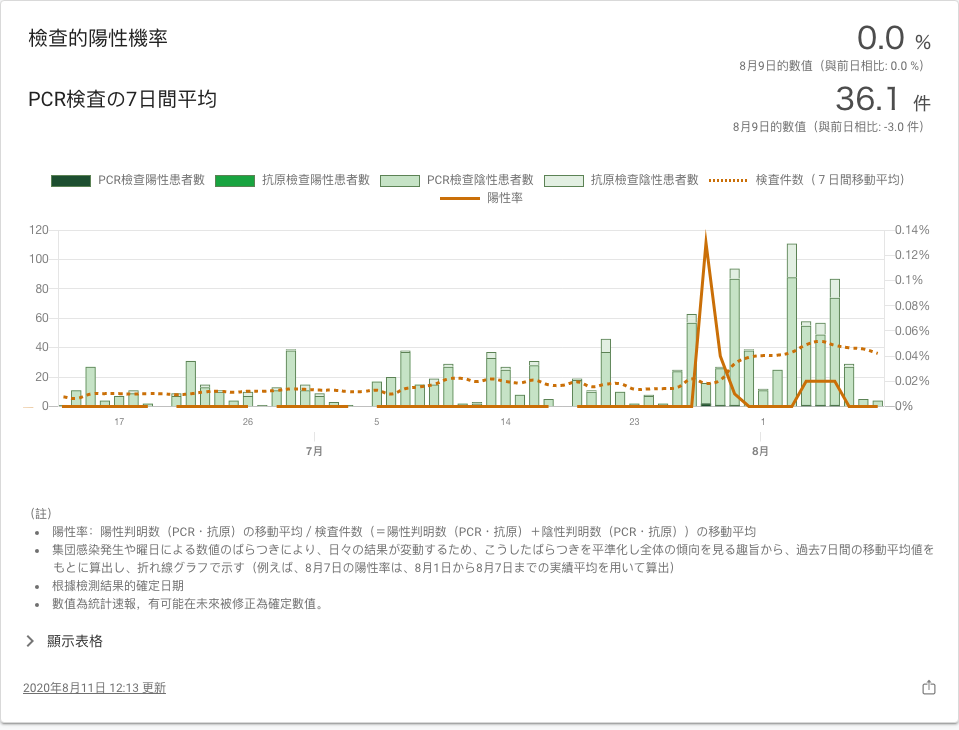 檢查的陽性機率
0.0 %
8月9日的數值（與前日相比: 0.0 %）
PCR検査の7日間平均
36.1 件
8月9日的數值（與前日相比: -3.0 件）
PCR檢查陽性患者數 抗原檢查陽性患者數 PCR檢查陰性患者數 抗原檢查陰性患者數 検査件数（７日間移動平均）
陽性率
120 0.14%
0.12%
100
0.1%
80
0.08%
60
0.06%
40 0.04%
20 0.02%
0 0%
17 26 5 14 23 1
7月 8月
（註）
陽性率：陽性判明数（PCR・抗原）の移動平均 / 検査件数（＝陽性判明数（PCR・抗原）＋陰性判明数（PCR・抗原））の移動平均
集団感染発生や曜日による数値のばらつきにより、日々の結果が変動するため、こうしたばらつきを平準化し全体の傾向を見る趣旨から、過去7日間の移動平均値を
もとに算出し、折れ線グラフで示す（例えば、8月7日の陽性率は、8月1日から8月7日までの実績平均を用いて算出）
根據檢測結果的確定日期
數值為統計速報，有可能在未來被修正為確定數值。
顯示表格
2020年8月11日 12:13 更新